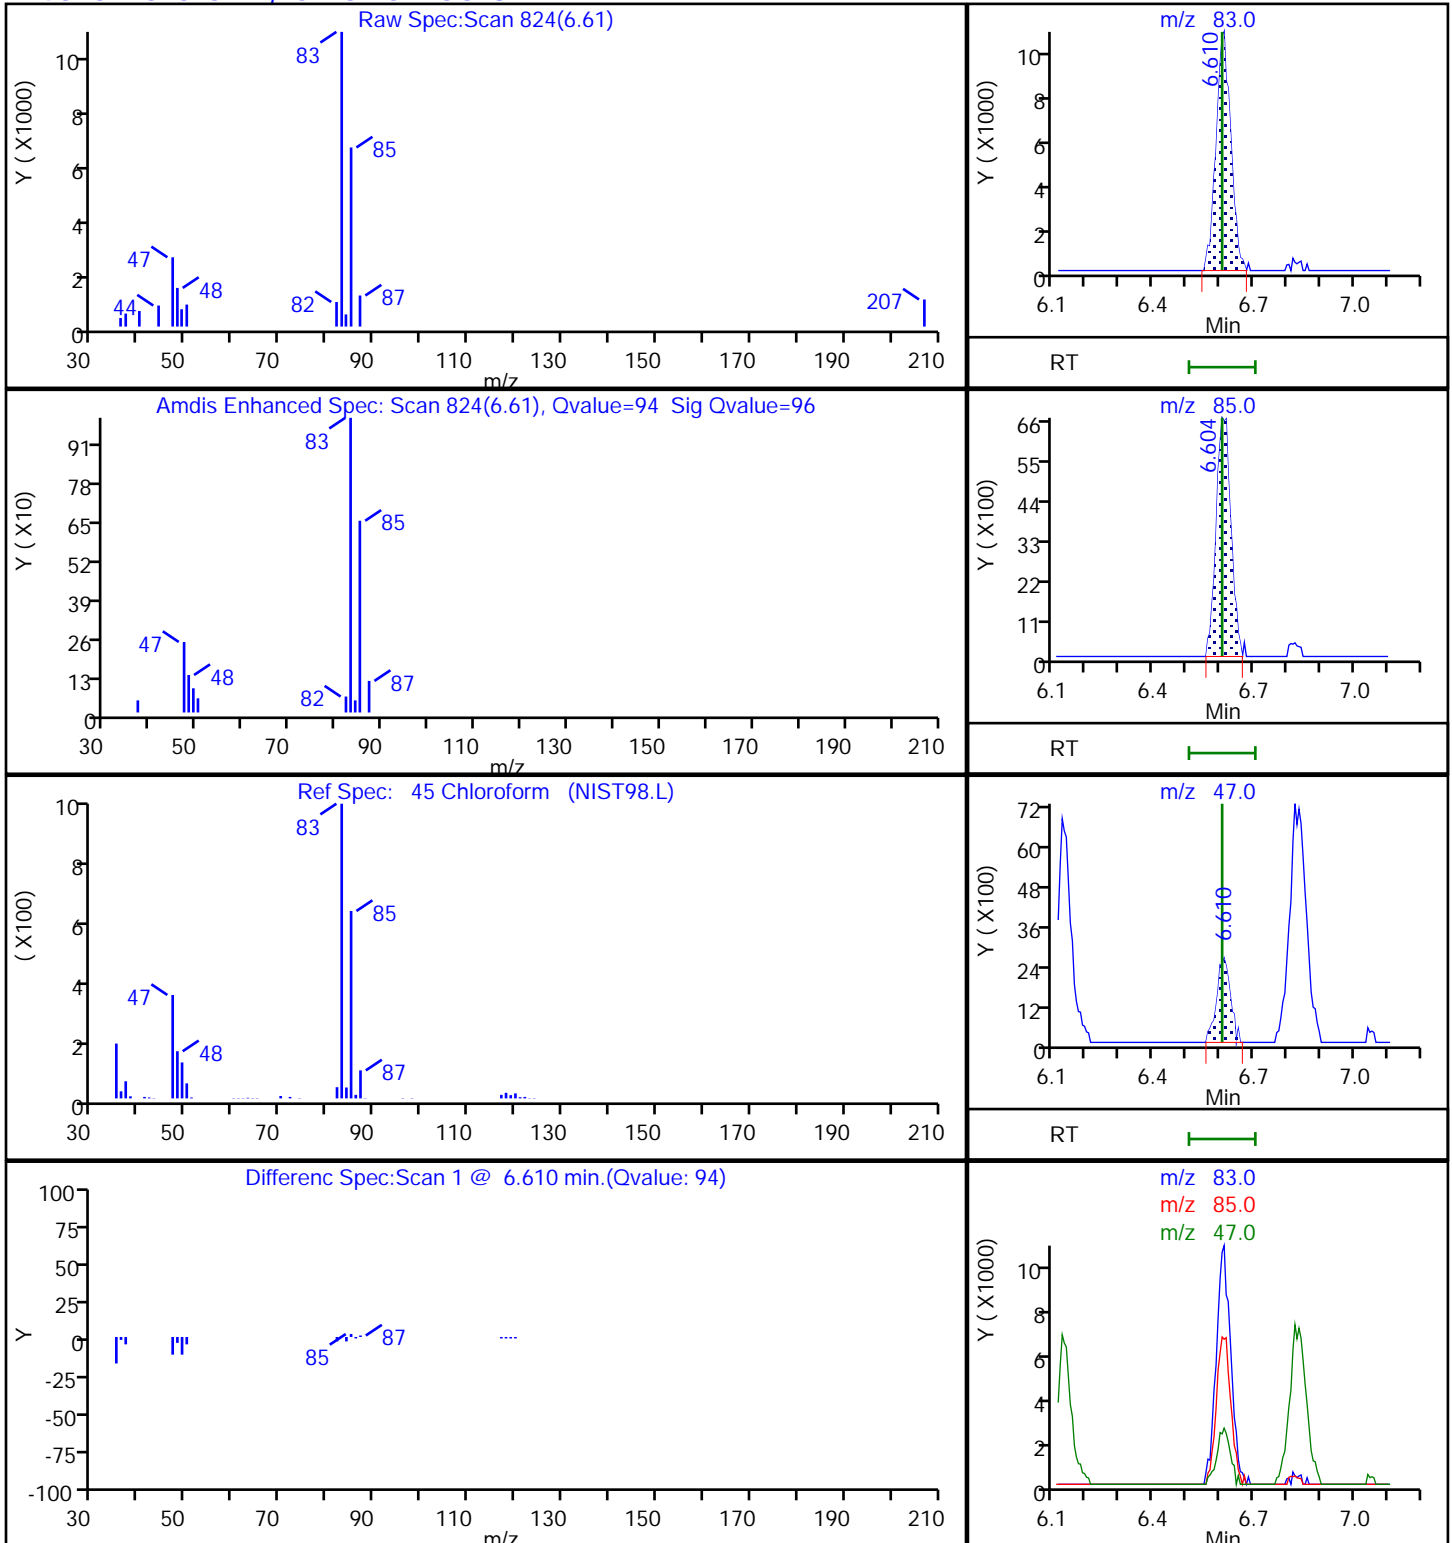 Raw Spec:Scan 824(6.61)
Y ( X1000)
10
8
6
4
2
0
83
85
47
48
44
82
87
207
30 50 70 90 110 130 150 170 190 210
m/z
m/z 83.0
Y ( X1000)
10
8
6
4
2
0
6.610
6.1 6.4 6.7 7.0
Min
RT
Amdis Enhanced Spec: Scan 824(6.61), Qvalue=94 Sig Qvalue=96
Y ( X10)
91
78
65
52
39
26
13
0
83
85
47
48
82
87
30 50 70 90 110 130 150 170 190 210
m/z
m/z 85.0
Y ( X100)
66
55
44
33
22
11
0
6.604
6.1 6.4 6.7 7.0
Min
RT
Ref Spec: 45 Chloroform (NIST98.L)
( X100)
10
8
6
4
2
0
83
85
47
48
87
30 50 70 90 110 130 150 170 190 210
m/z 47.0
Y ( X100)
72
60
48
36
24
12
0
6.610
6.1 6.4 6.7 7.0
Min
RT
Differenc Spec:Scan 1 @ 6.610 min.(Qvalue: 94)
Y
100
75
50
25
0
-25
-50
-75
-100
85
87
30 50 70 90 110 130 150 170 190 210
m/z
m/z 83.0
m/z 85.0
m/z 47.0
Y ( X1000)
10
8
6
4
2
0
6.1 6.4 6.7 7.0
Min